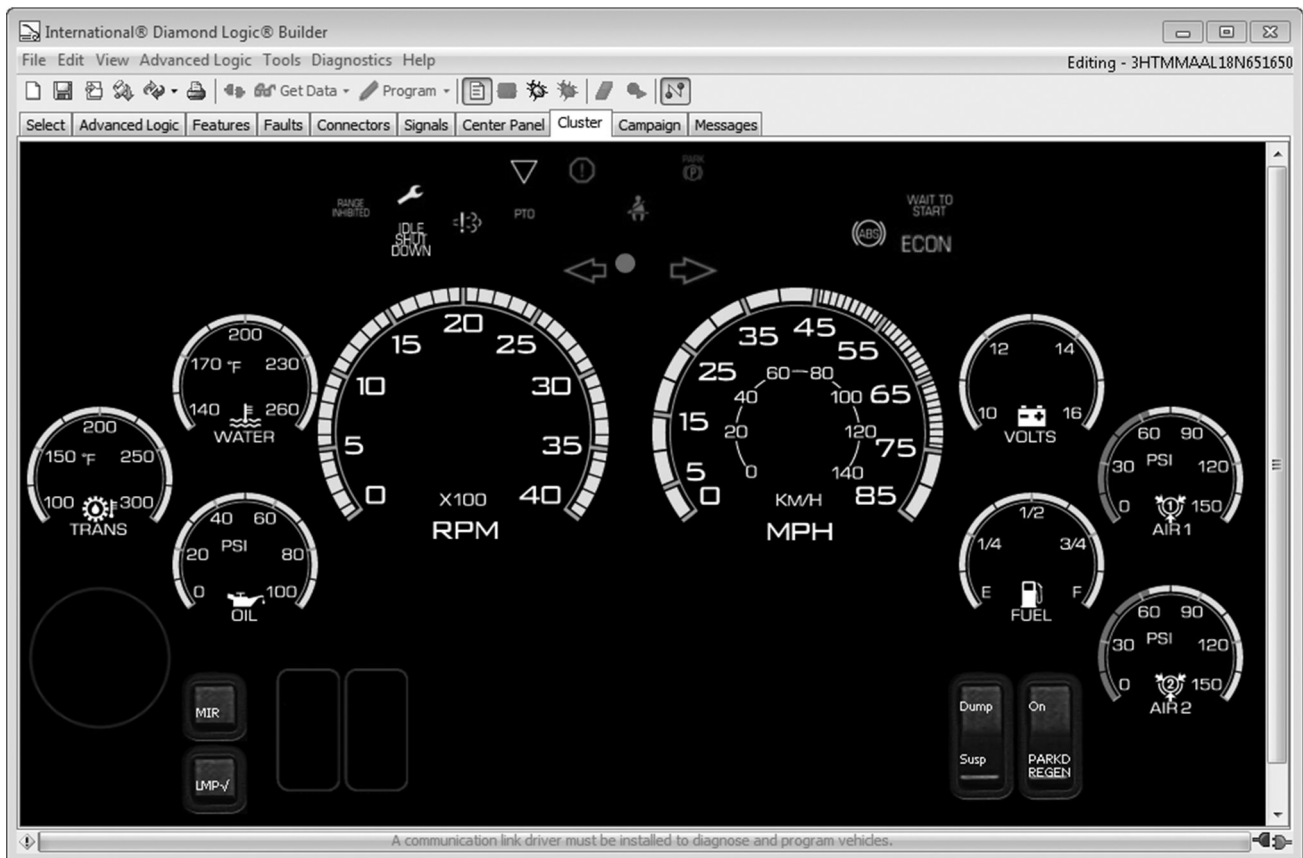 International® Diamond Logic® Builder
File Edit View Advanced Logic Tools Diagnostics Help
Editing - 3HTMMAAL18N651650
Get Data Program
Select Advanced Logic Features Faults Connectors Signals Center Panel Cluster Campaign Messages
RANGE
INHIBITED
IDLE
SHUT
DOWN
PTO
PARK
(P)
WAIT TO
START
(ABS)
ECON
200
170 °F 230
140 260
WATER
200
150 °F 250
100 300
TRANS
40 60
PSI
20 80
0 100
OIL
20
15 25
10 30
5 35
0 40
X100
RPM
45
35 55
25 65
15 75
5
0 85
60 80
40 100
20 120
0 140
KM/H
MPH
12 14
10 16
VOLTS
60 90
PSI
30 120
0 150
1
AIR 1
1/2
1/4 3/4
E F
FUEL
60 90
PSI
30 120
0 150
2
AIR 2
MIR
LMP-√
Dump
Susp
On
PARKD
REGEN
A communication link driver must be installed to diagnose and program vehicles.